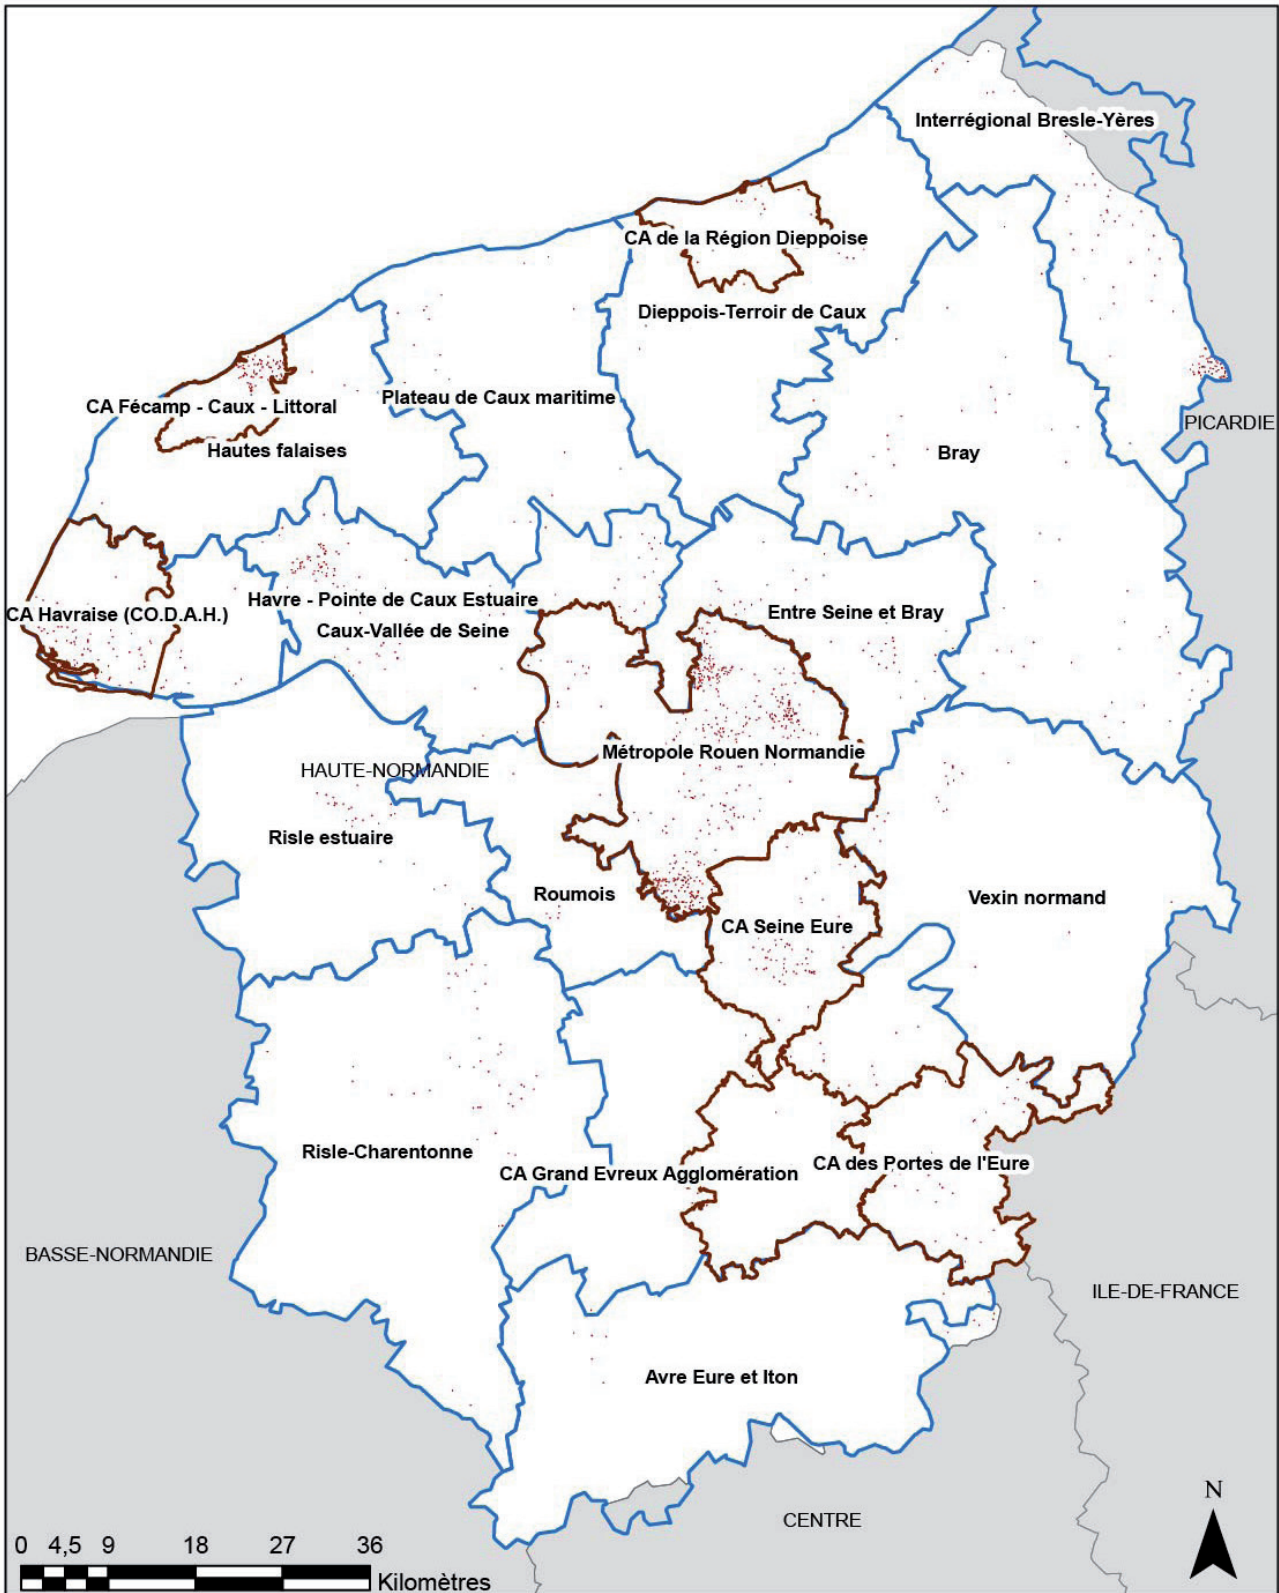 Interrégional Bresle-Yères
CA de la Région Dieppoise
Dieppois-Terroir de Caux
Plateau de Caux maritime
CA Fécamp - Caux - Littoral
PICARDIE
Hautes falaises
Bray
Havre - Pointe de Caux Estuaire
CA Havraise (CO.D.A.H.)
Entre Seine et Bray
Caux-Vallée de Seine
Métropole Rouen Normandie
HAUTE-NORMANDIE
Risle estuaire
Roumois
Vexin normand
CA Seine Eure
Risle-Charentonne
CA des Portes de l'Eure
CA Grand Evreux Agglomération
BASSE-NORMANDIE
ILE-DE-FRANCE
Avre Eure et Iton
N
CENTRE
0 4,5 9 18 27 36
Kilomètres